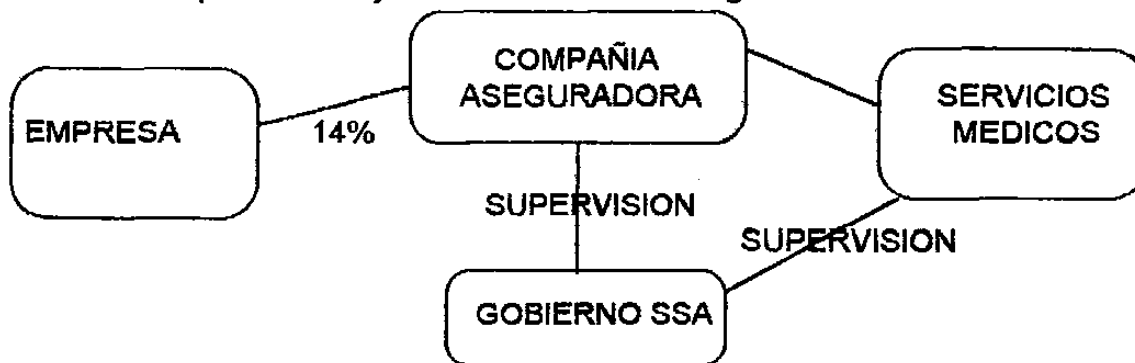 COMPAÑIA
ASEGURADORA
SERVICIOS
MEDICOS
EMPRESA
14%
SUPERVISION
SUPERVISION
GOBIERNO SSA